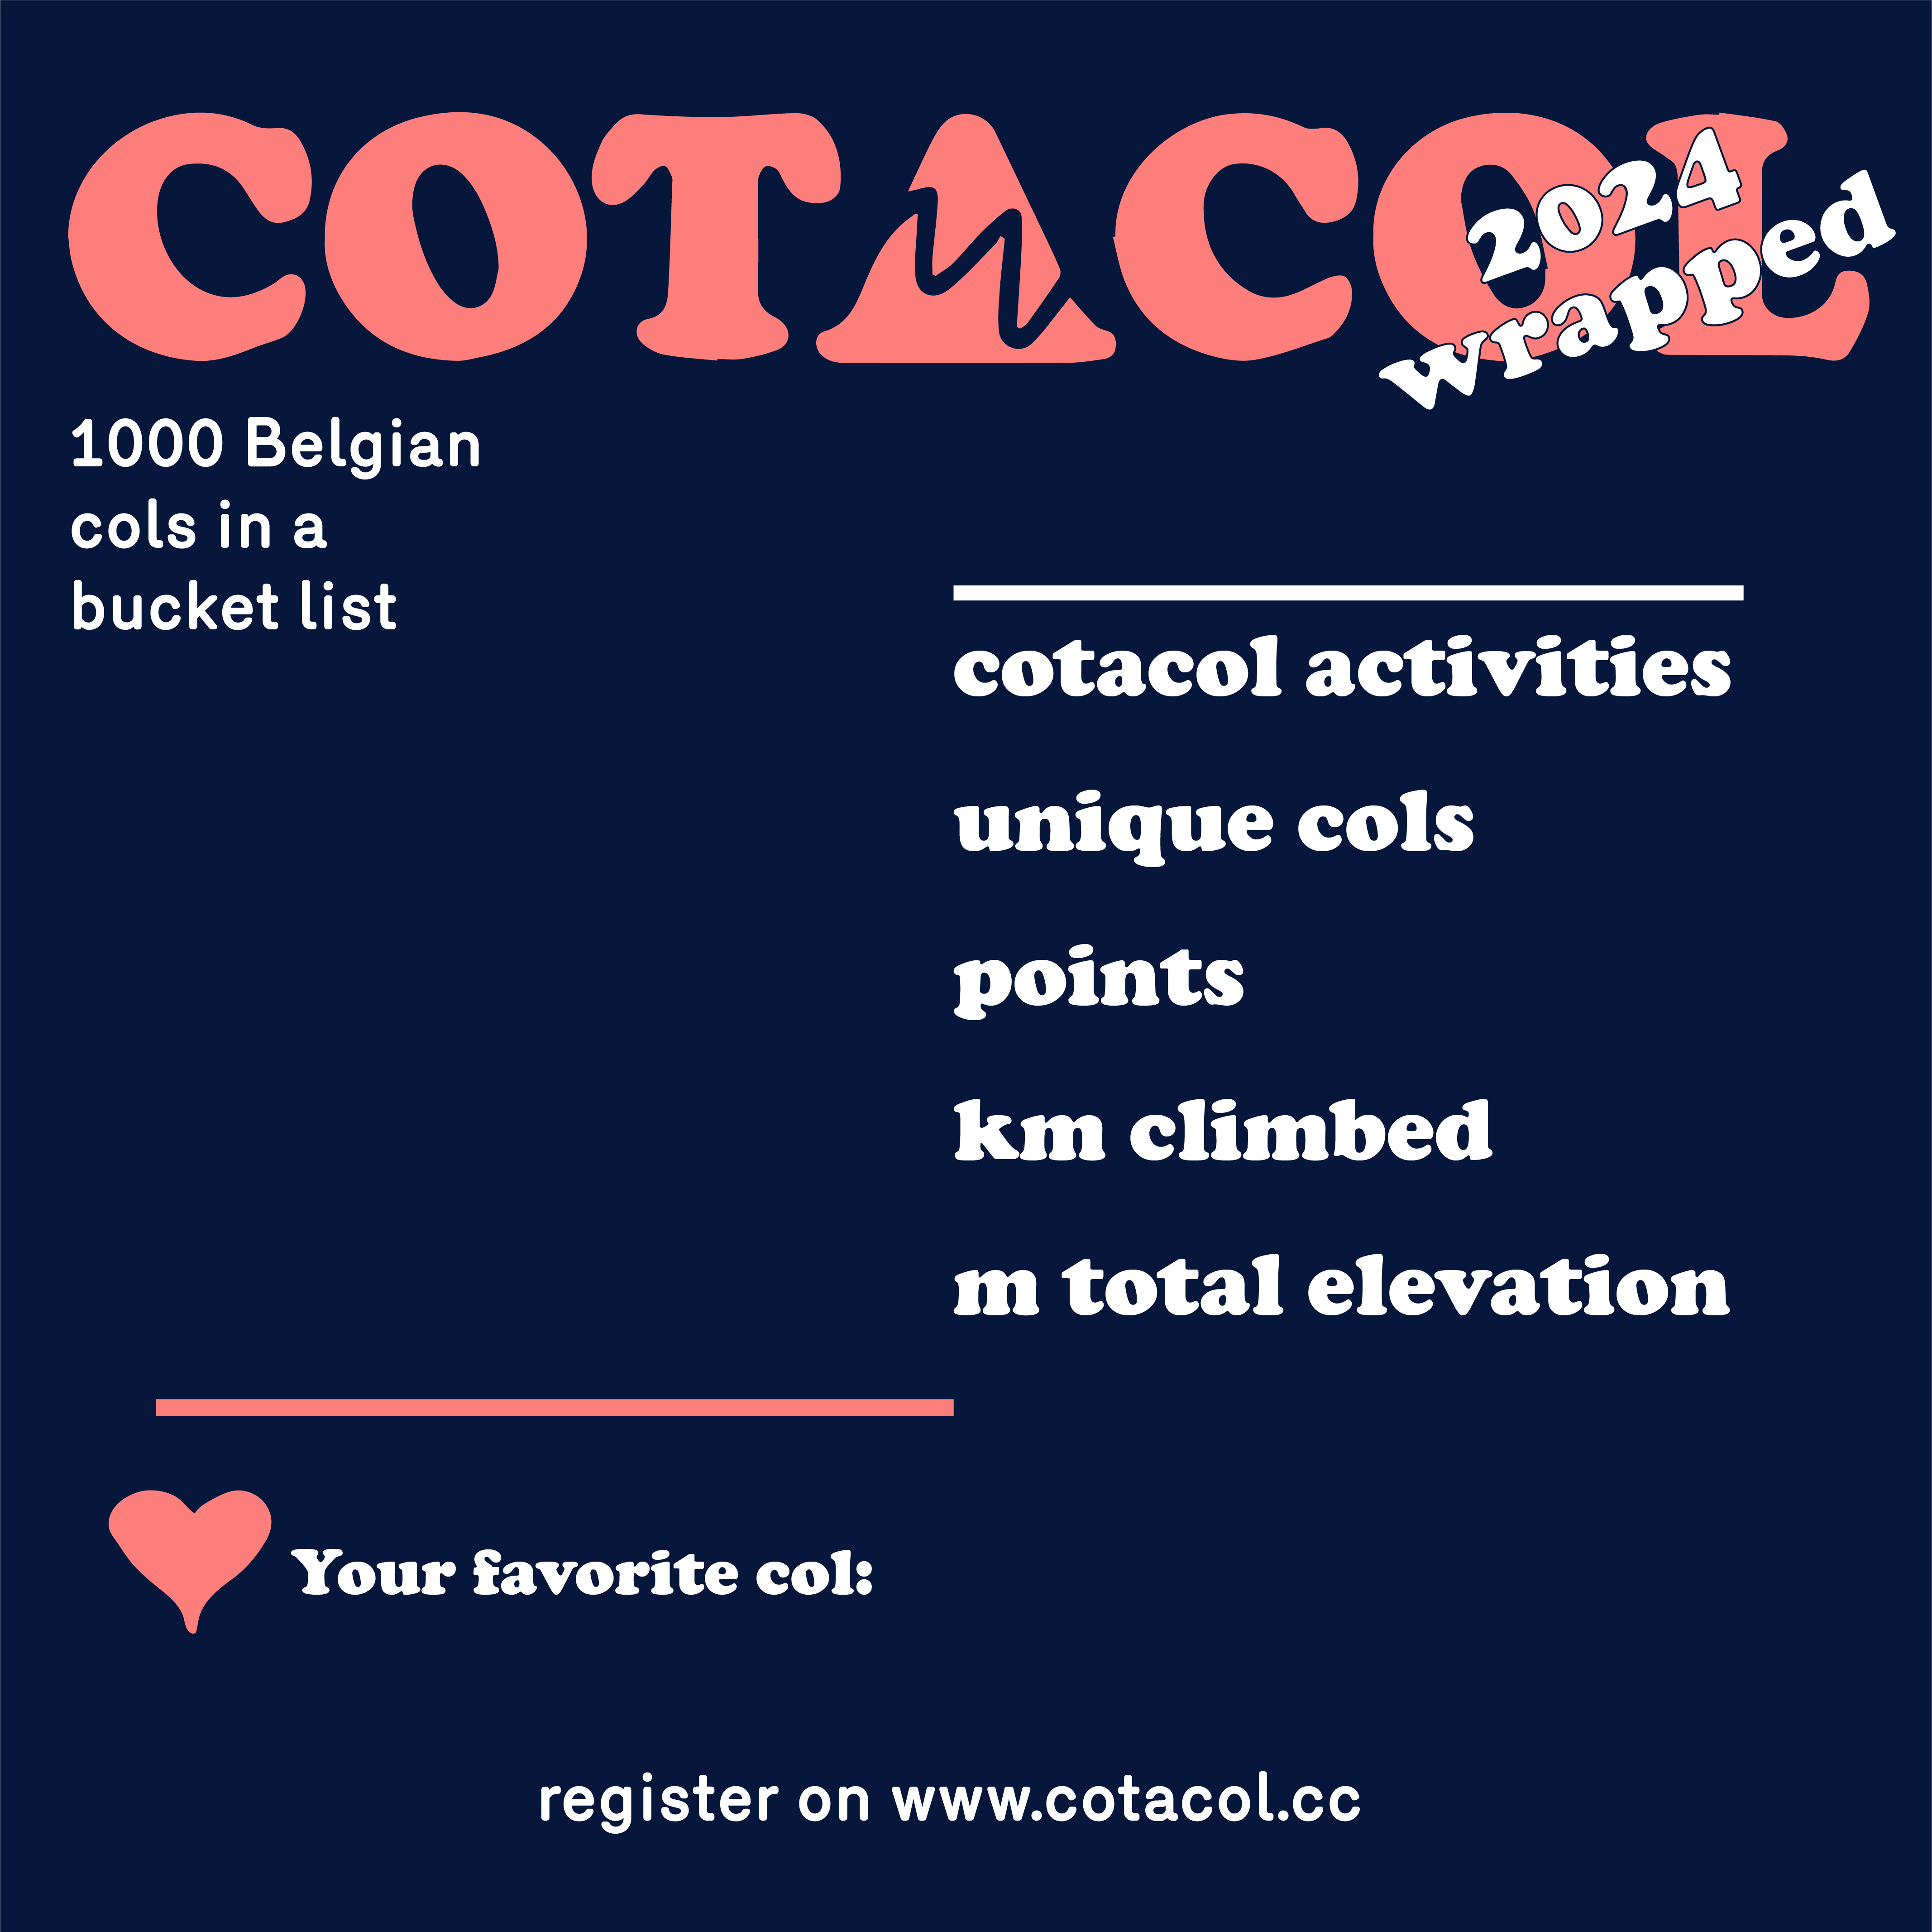 COTACOL
2024
wrapped
1000 Belgian
cols in a
bucket list
cotacol activities
unique cols
points
km climbed
m total elevation
Your favorite col:
register on www.cotacol.cc